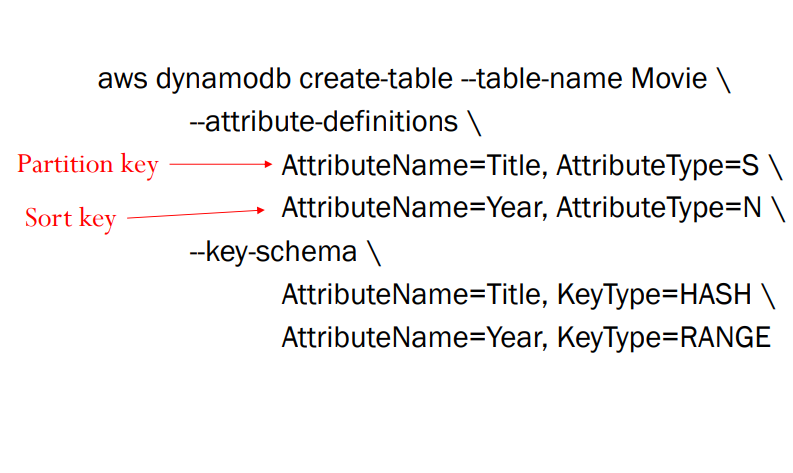 aws dynamodb create-table --table-name Movie \
--attribute-definitions \
Partition key
AttributeName=Title, AttributeType=S \
Sort key
AttributeName=Year, AttributeType=N \
--key-schema \
AttributeName=Title, KeyType=HASH \
AttributeName=Year, KeyType=RANGE